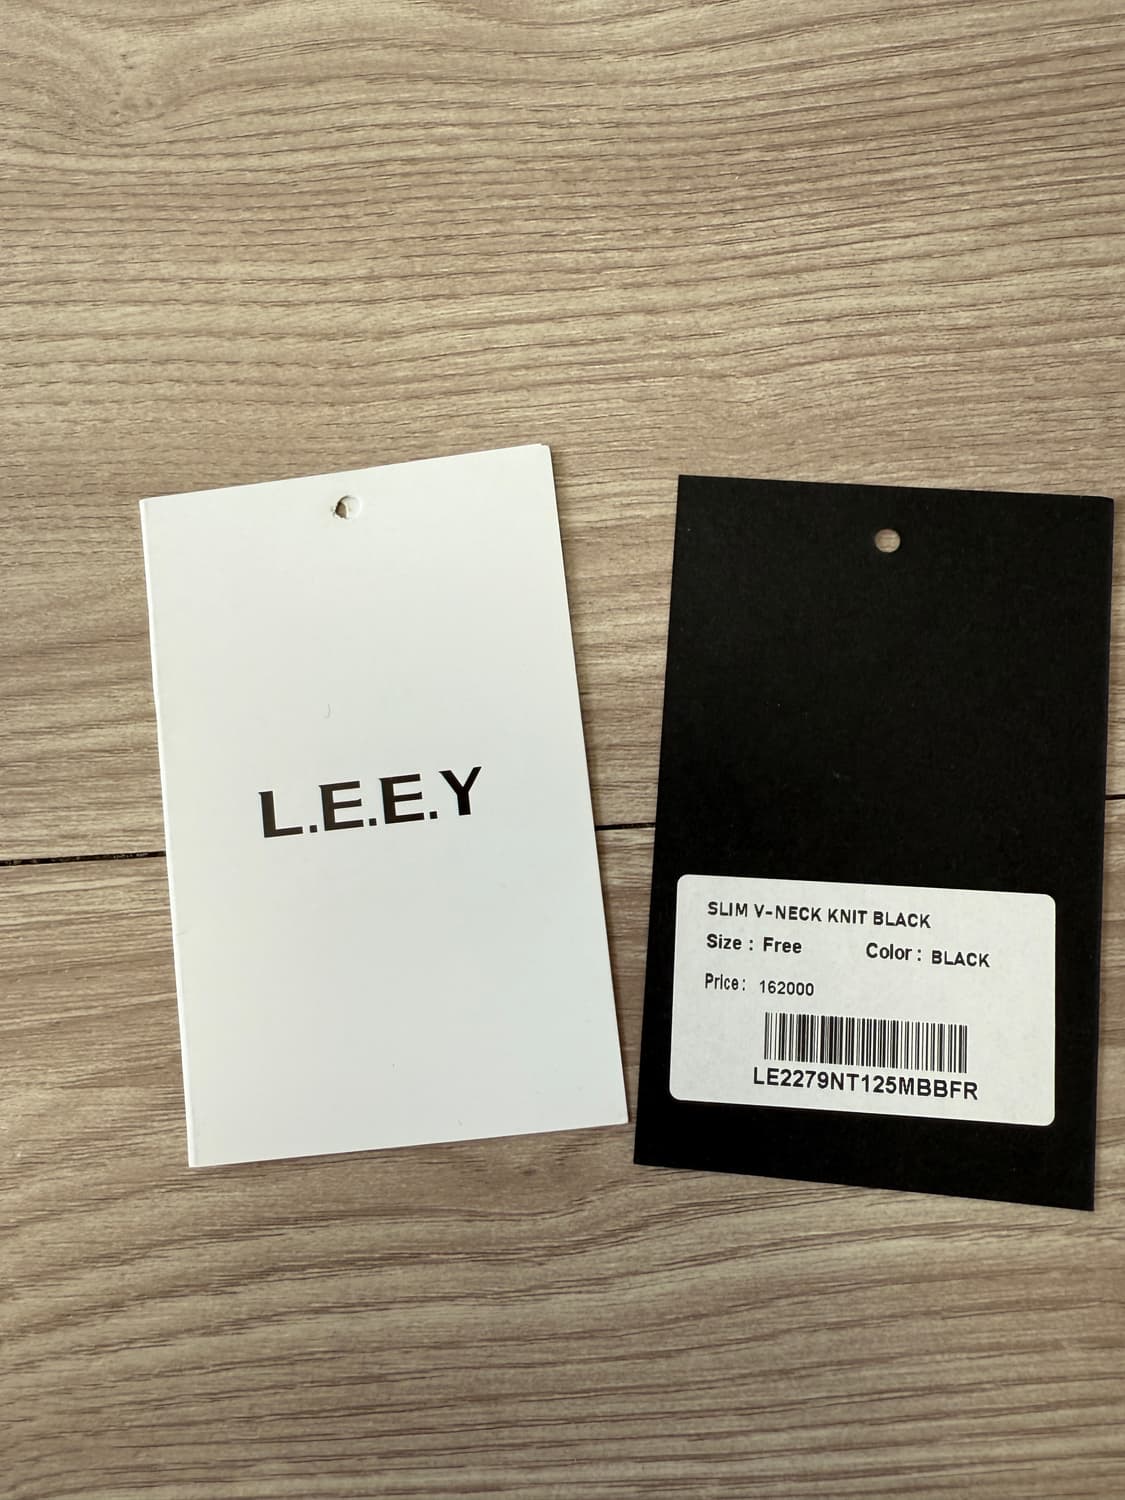 L.E.E.Y
SLIM V-NECK KNIT BLACK
Size : Free Color : BLACK
Price : 162000
LE2279NT125MBBFR